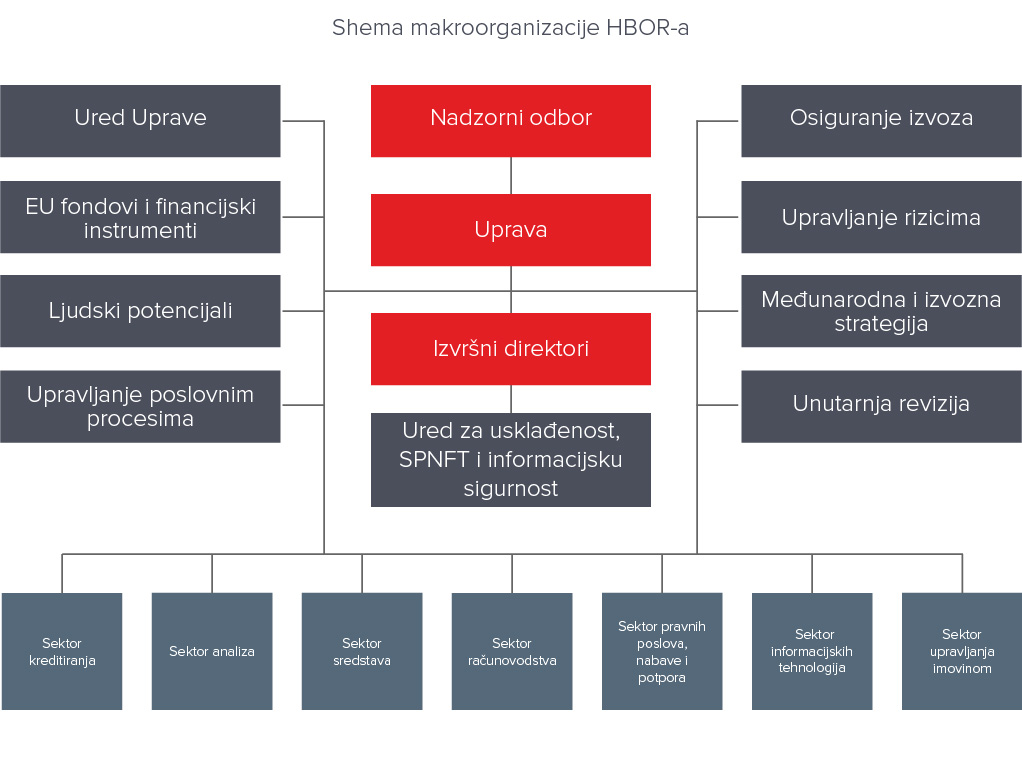 Shema makroorganizacije HBOR-a
Ured Uprave
Nadzorni odbor
Osiguranje izvoza
EU fondovi i financijski
instrumenti
Uprava
Upravljanje rizicima
Ljudski potencijali
Izvršni direktori
Međunarodna i izvozna
strategija
Upravljanje poslovnim
procesima
Ured za usklađenost,
SPNFT i informacijsku
sigurnost
Unutarnja revizija
Sektor
kreditiranja
Sektor analiza
Sektor
sredstava
Sektor
računovodstva
Sektor pravnih
poslova,
nabave i
potpora
Sektor
informacijskih
tehnologija
Sektor
upravljanja
imovinom